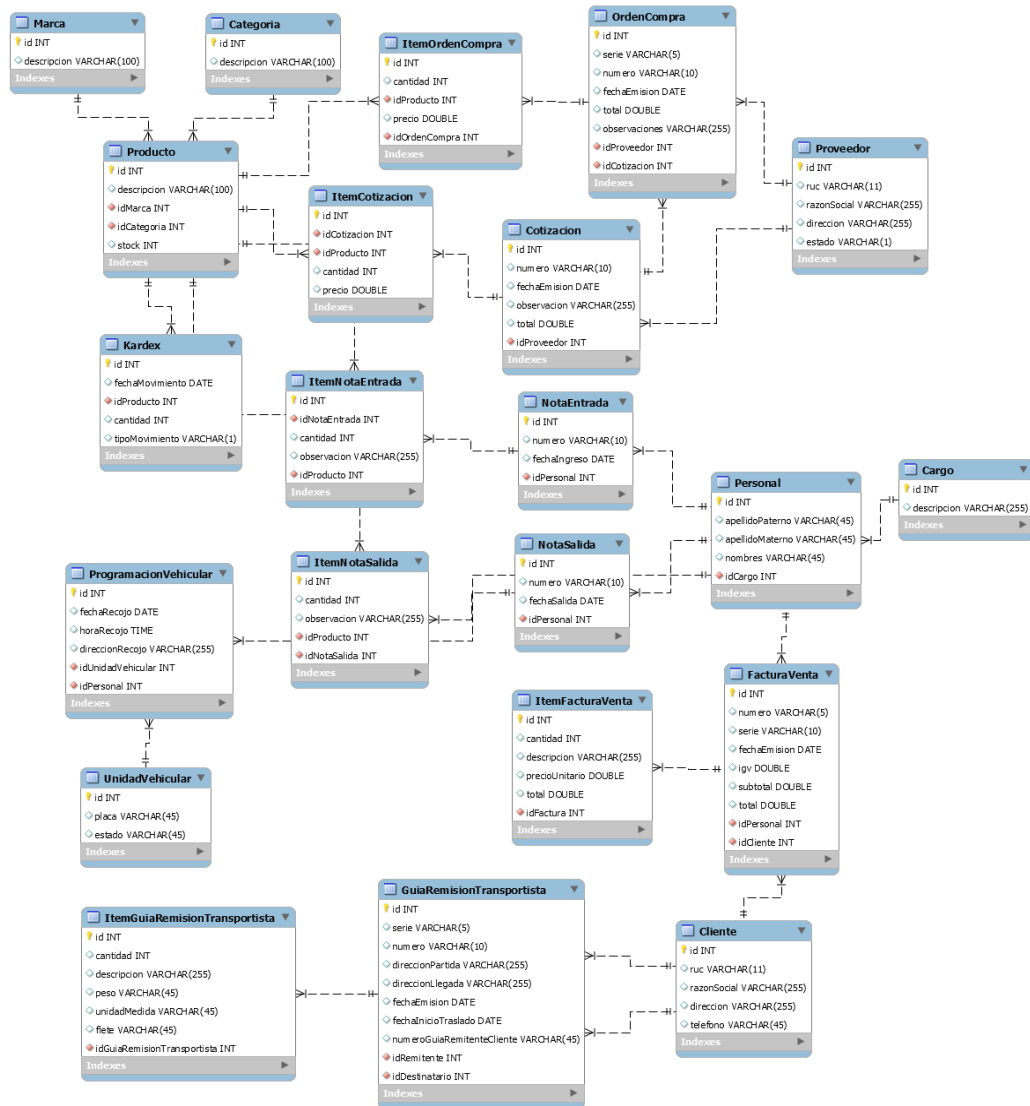 Marca
id INT
descripcion VARCHAR(100)
Indexes
Categoria
id INT
descripcion VARCHAR(100)
Indexes
ItemOrdenCompra
id INT
cantidad INT
idProducto INT
precio DOUBLE
idOrdenCompra INT
Indexes
OrdenCompra
id INT
serie VARCHAR(5)
numero VARCHAR(10)
fechaEmision DATE
total DOUBLE
observaciones VARCHAR(255)
idProveedor INT
idCotizacion INT
Indexes
Proveedor
id INT
ruc VARCHAR(11)
razonSocial VARCHAR(255)
direccion VARCHAR(255)
estado VARCHAR(1)
Indexes
Producto
id INT
descripcion VARCHAR(100)
idMarca INT
idCategoria INT
stock INT
Indexes
ItemCotizacion
id INT
idCotizacion INT
idProducto INT
cantidad INT
precio DOUBLE
Indexes
Cotizacion
id INT
numero VARCHAR(10)
fechaEmision DATE
observacion VARCHAR(255)
total DOUBLE
idProveedor INT
Indexes
Kardex
id INT
fechaMovimiento DATE
idProducto INT
cantidad INT
tipoMovimiento VARCHAR(1)
Indexes
ItemNotaEntrada
id INT
idNotaEntrada INT
cantidad INT
observacion VARCHAR(255)
idProducto INT
Indexes
NotaEntrada
id INT
numero VARCHAR(10)
fechaIngreso DATE
idPersonal INT
Indexes
Personal
id INT
apellidoPaterno VARCHAR(45)
apellidoMaterno VARCHAR(45)
nombres VARCHAR(45)
idCargo INT
Indexes
Cargo
id INT
descripcion VARCHAR(255)
Indexes
ProgramacionVehicular
id INT
fechaRecojo DATE
horaRecojo TIME
direccionRecojo VARCHAR(255)
idUnidadVehicular INT
idPersonal INT
Indexes
ItemNotaSalida
id INT
cantidad INT
observacion VARCHAR(255)
idProducto INT
idNotaSalida INT
Indexes
NotaSalida
id INT
numero VARCHAR(10)
fechaSalida DATE
idPersonal INT
Indexes
FacturaVenta
id INT
numero VARCHAR(5)
serie VARCHAR(10)
fechaEmision DATE
igv DOUBLE
subtotal DOUBLE
total DOUBLE
idPersonal INT
idCliente INT
Indexes
ItemFacturaVenta
id INT
cantidad INT
descripcion VARCHAR(255)
precioUnitario DOUBLE
total DOUBLE
idFactura INT
Indexes
UnidadVehicular
id INT
placa VARCHAR(45)
estado VARCHAR(45)
Indexes
ItemGuiaRemisionTransportista
id INT
cantidad INT
descripcion VARCHAR(255)
peso VARCHAR(45)
unidadMedida VARCHAR(45)
flete VARCHAR(45)
idGuiaRemisionTransportista INT
Indexes
GuiaRemisionTransportista
id INT
serie VARCHAR(5)
numero VARCHAR(10)
direccionPartida VARCHAR(255)
direccionLlegada VARCHAR(255)
fechaEmision DATE
fechaInicioTraslado DATE
numeroGuiaRemitenteCliente VARCHAR(45)
idRemitente INT
idDestinatario INT
Indexes
Cliente
id INT
ruc VARCHAR(11)
razonSocial VARCHAR(255)
direccion VARCHAR(255)
telefono VARCHAR(45)
Indexes